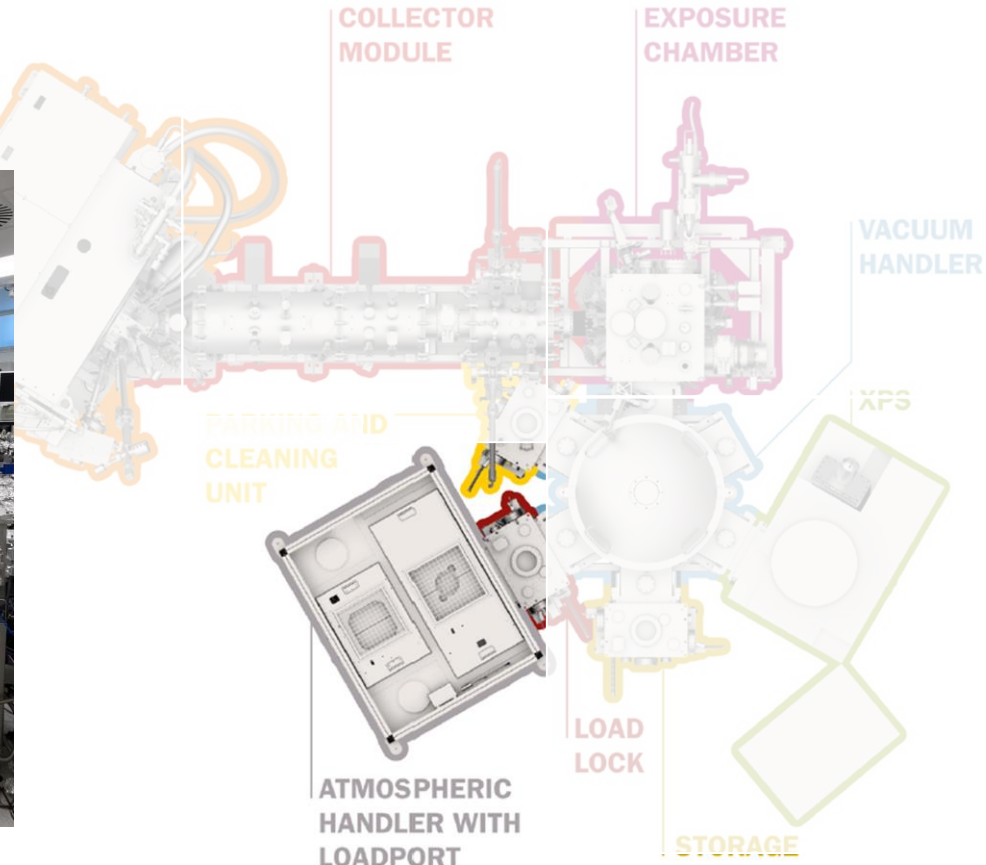 COLLECTOR
MODULE
EXPOSURE
CHAMBER
VACUUM
HANDLER
XPS
PARKING AND
CLEANING
UNIT
LOAD
LOCK
ATMOSPHERIC
HANDLER WITH
LOADPORT
STORAGE